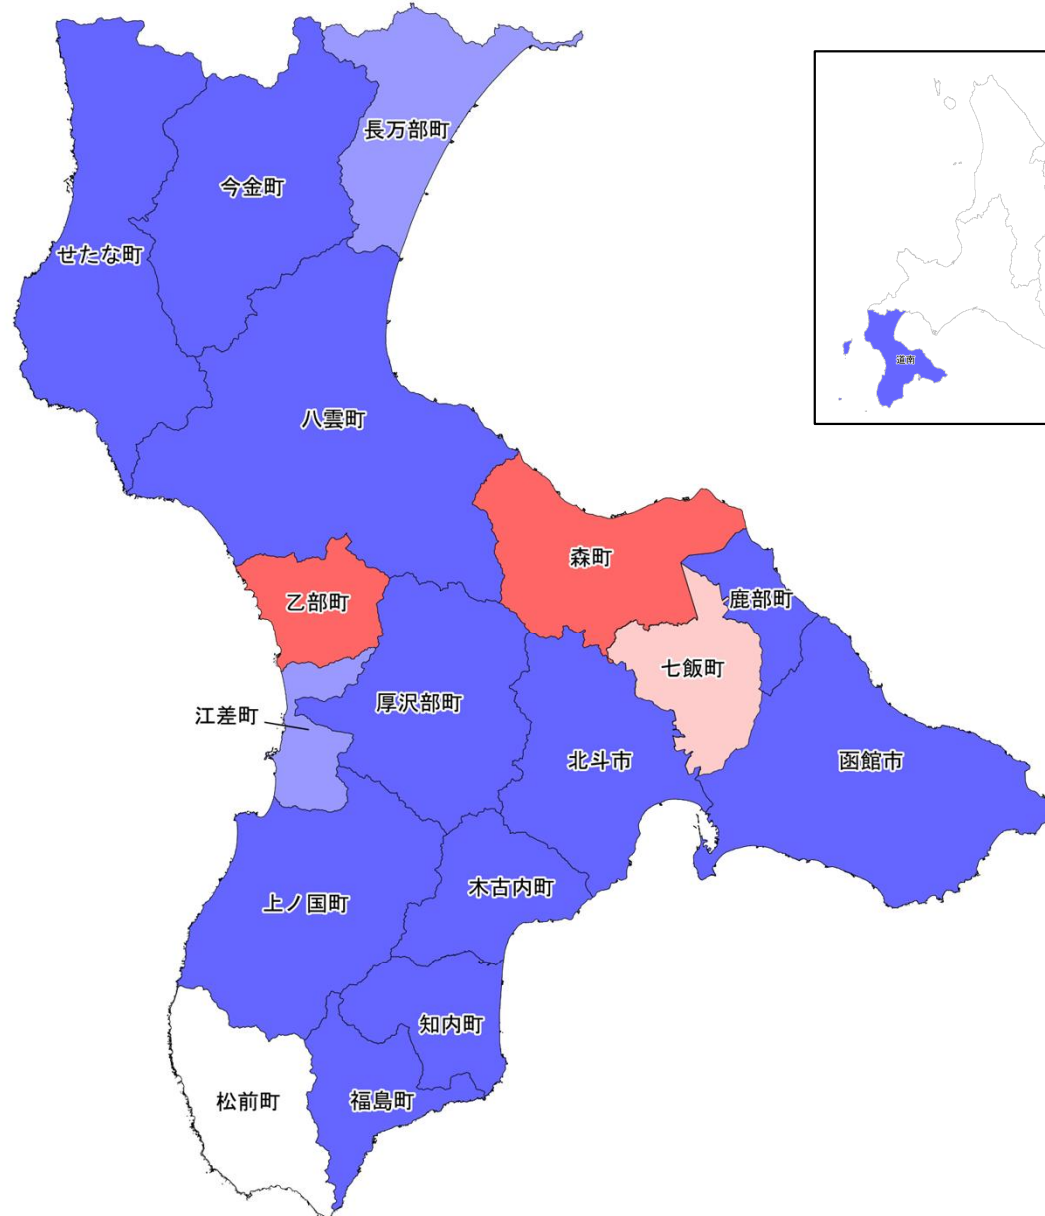 長万部町
今金町
せたな町
道南
八雲町
森町
乙部町
鹿部町
七飯町
厚沢部町
江差町
北斗市
函館市
木古内町
上ノ国町
知内町
松前町
福島町